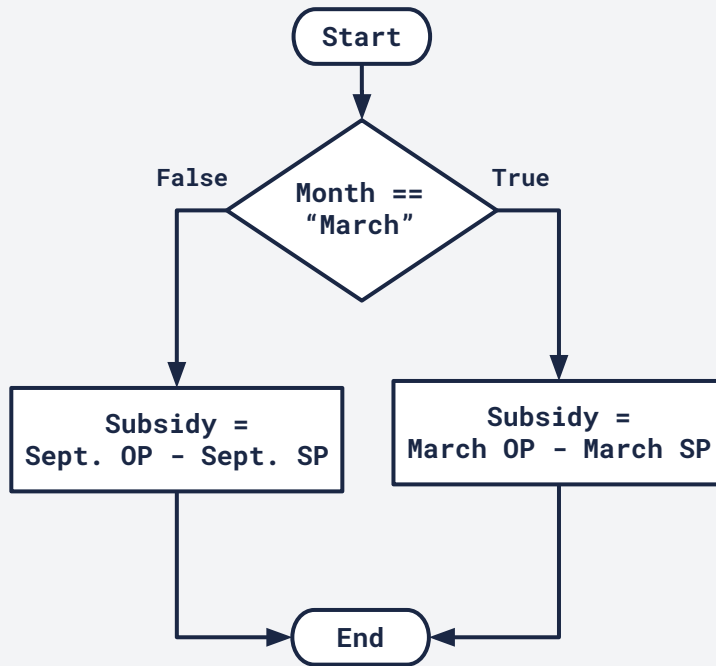 Start
False
True
Month ==
“March”
Subsidy =
Sept. OP - Sept. SP
Subsidy =
March OP - March SP
End